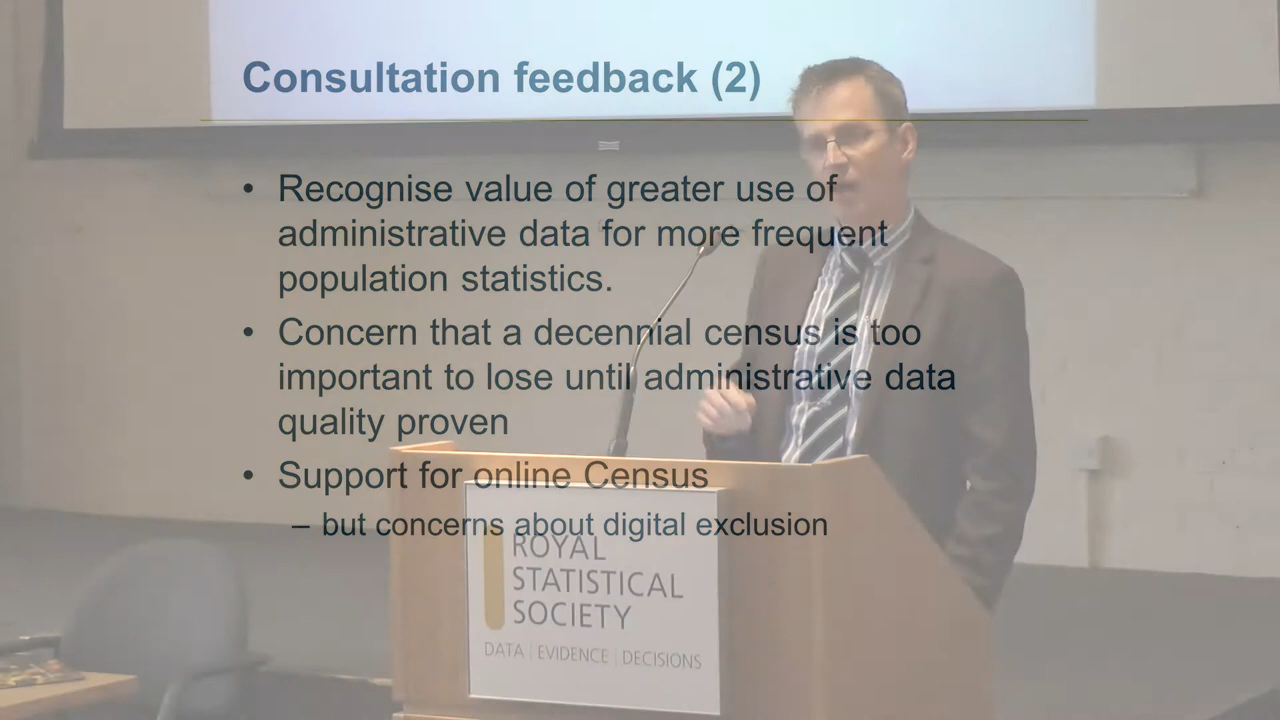 Consultation feedback (2)
• Recognise value of greater use of
administrative data for more frequent
population statistics.
• Concern that a decennial census is too
important to lose until administrative data
quality proven
• Support for online Census
– but concerns about digital exclusion
ROYAL
STATISTICAL
SOCIETY
DATA | EVIDENCE | DECISIONS